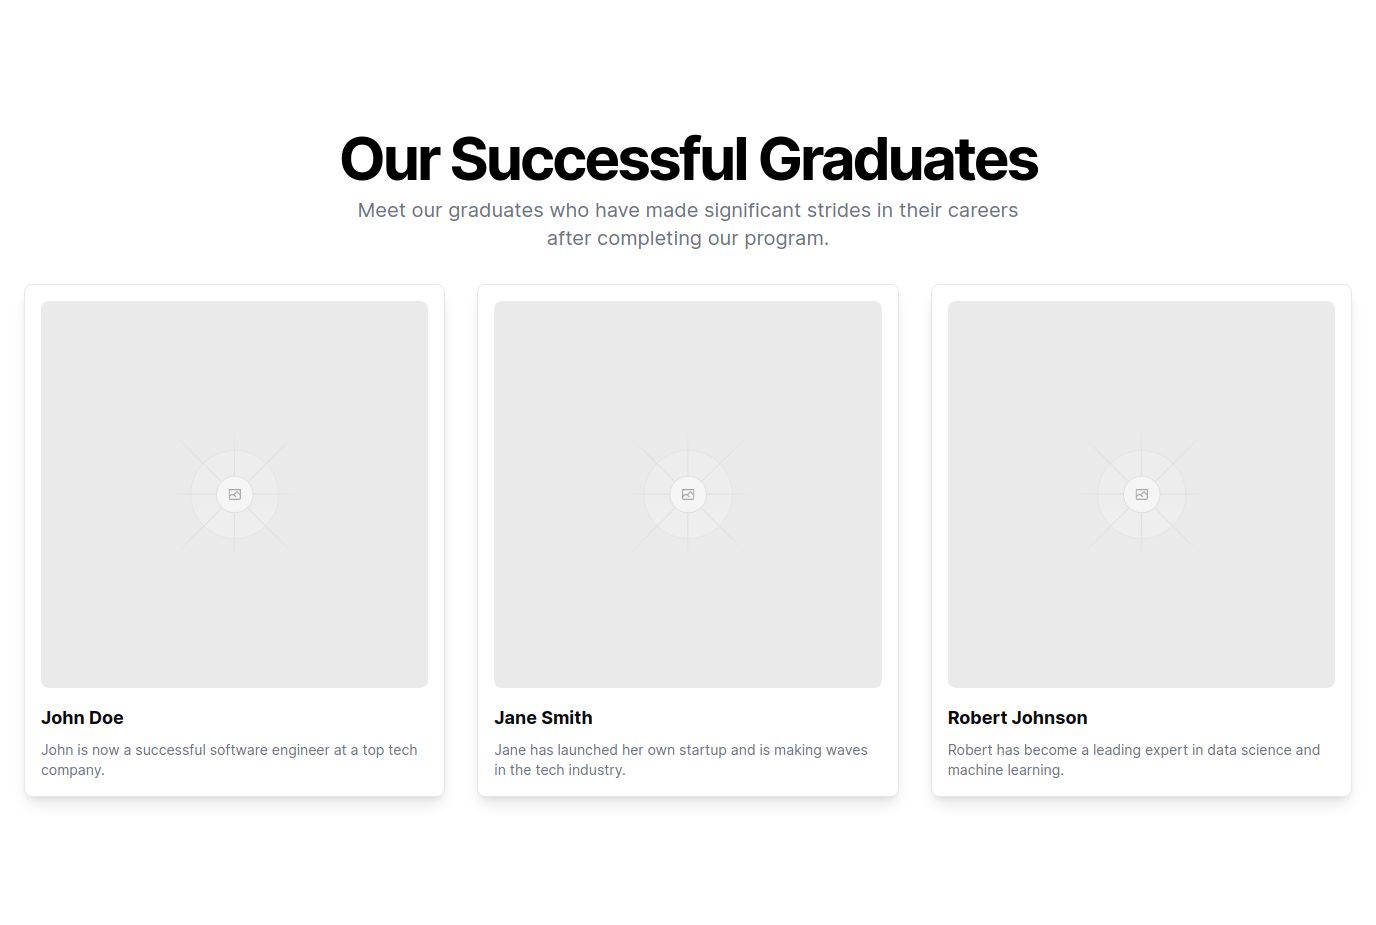 Our Successful Graduates
Meet our graduates who have made significant strides in their careers
after completing our program.
John Doe
John is now a successful software engineer at a top tech
company.
Jane Smith
Jane has launched her own startup and is making waves
in the tech industry.
Robert Johnson
Robert has become a leading expert in data science and
machine learning.